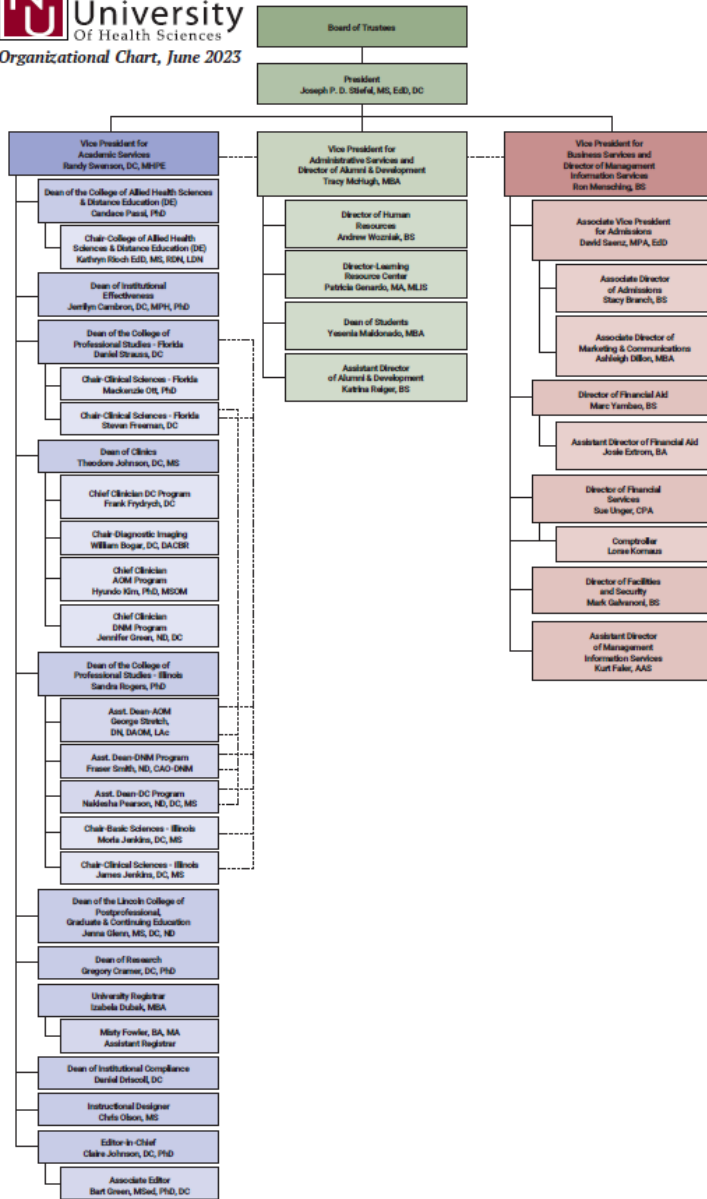 NU
University
Of Health Sciences
Organizational Chart, June 2023
Board of Trustees
President
Joseph P. D. Stiefel, MS, EdD, DC
Vice President for
Academic Services
Randy Swenson, DC, MHPE
Dean of the College of Allied Health Sciences
& Distance Education (DE)
Candace Passi, PhD
Chair-College of Allied Health
Sciences & Distance Education (DE)
Kathryn Rioch EdD, MS, RDN, LDN
Dean of Institutional
Effectiveness
Jerrilyn Cambron, DC, MPH, PhD
Dean of the College of
Professional Studies - Florida
Daniel Strauss, DC
Chair-Clinical Sciences - Florida
Mackenzie Ott, PhD
Chair-Clinical Sciences - Florida
Steven Freeman, DC
Dean of Clinics
Theodore Johnson, DC, MS
Chief Clinician DC Program
Frank Frydrych, DC
Chair-Diagnostic Imaging
William Bogar, DC, DACBR
Chief Clinician
AOM Program
Hyundo Kim, PhD, MSOM
Chief Clinician
DNM Program
Jennifer Green, ND, DC
Dean of the College of
Professional Studies - Illinois
Sandra Rogers, PhD
Asst. Dean-AOM
George Stretch,
DN, DAOM, LAc
Asst. Dean-DNM Program
Fraser Smith, ND, CAO-DNM
Asst. Dean-DC Program
Nakiesha Pearson, ND, DC, MS
Chair-Basic Sciences - Illinois
Morla Jenkins, DC, MS
Chair-Clinical Sciences - Illinois
James Jenkins, DC, MS
Dean of the Lincoln College of
Postprofessional,
Graduate & Continuing Education
Jenna Glenn, MS, DC, ND
Dean of Research
Gregory Cramer, DC, PhD
University Registrar
Izabela Dubak, MBA
Misty Fowler, BA, MA
Assistant Registrar
Dean of Institutional Compliance
Daniel Driscoll, DC
Instructional Designer
Chris Olson, MS
Editor-in-Chief
Claire Johnson, DC, PhD
Associate Editor
Bart Green, MSed, PhD, DC
Vice President for
Administrative Services and
Director of Alumni & Development
Tracy McHugh, MBA
Director of Human
Resources
Andrew Wozniak, BS
Director-Learning
Resource Center
Patricia Genardo, MA, MLIS
Dean of Students
Yesenia Maldonado, MBA
Assistant Director
of Alumni & Development
Katrina Reiger, BS
Vice President for
Business Services and
Director of Management
Information Services
Ron Mensching, BS
Associate Vice President
for Admissions
David Saenz, MPA, EdD
Associate Director
of Admissions
Stacy Branch, BS
Associate Director of
Marketing & Communications
Ashleigh Dillon, MBA
Director of Financial Aid
Marc Yambao, BS
Assistant Director of Financial Aid
Josie Extrom, BA
Director of Financial
Services
Sue Unger, CPA
Comptroller
Lorae Kornaus
Director of Facilities
and Security
Mark Galvanoni, BS
Assistant Director
of Management
Information Services
Kurt Faler, AAS